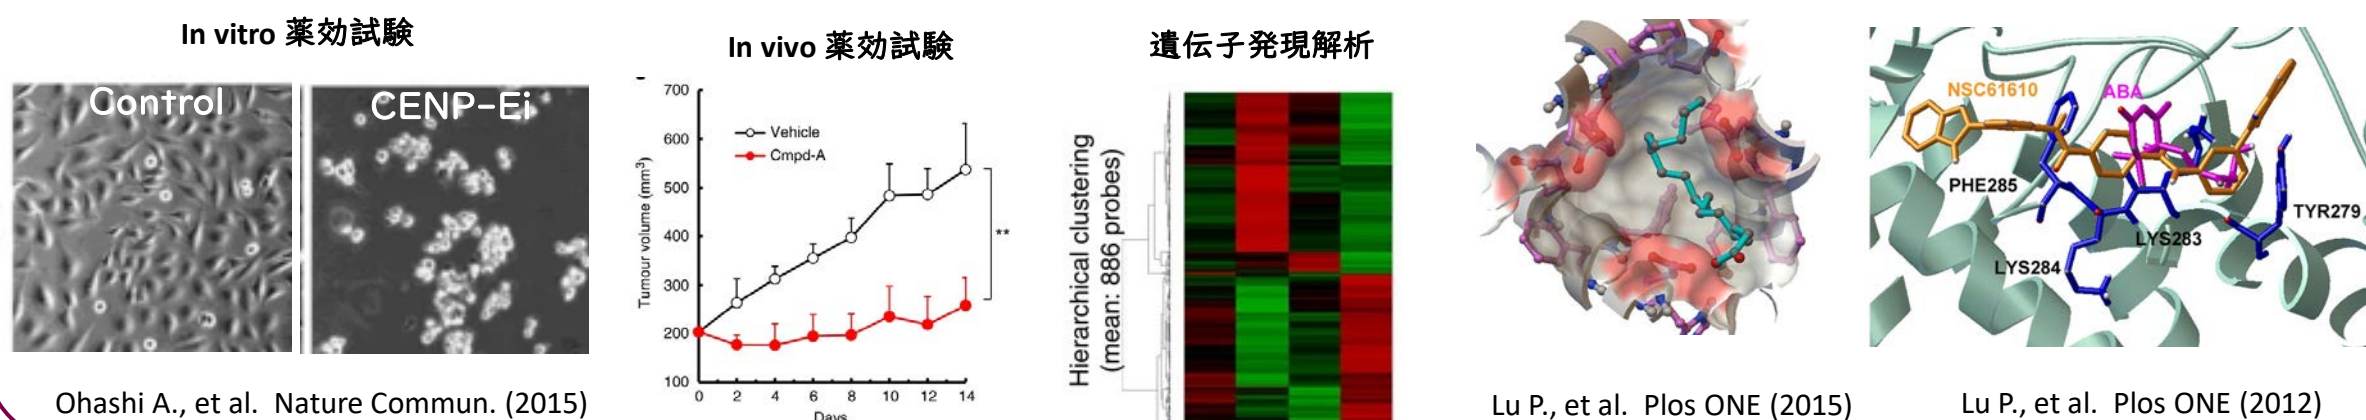 In vitro 薬効試験
Control
CENP-Ei
Ohashi A., et al. Nature Commun. (2015)
In vivo 薬効試験
Tumour volume (mm³)
700
600
500
400
300
200
100
Vehicle
Cmpd-A
**
0 2 4 6 8 10 12 14
Days
遺伝子発現解析
Hierarchical clustering
(mean: 886 probes)
Lu P., et al. Plos ONE (2015)
NSC61610
ABA
PHE285
TYR279
LYS283
LYS284
Lu P., et al. Plos ONE (2012)